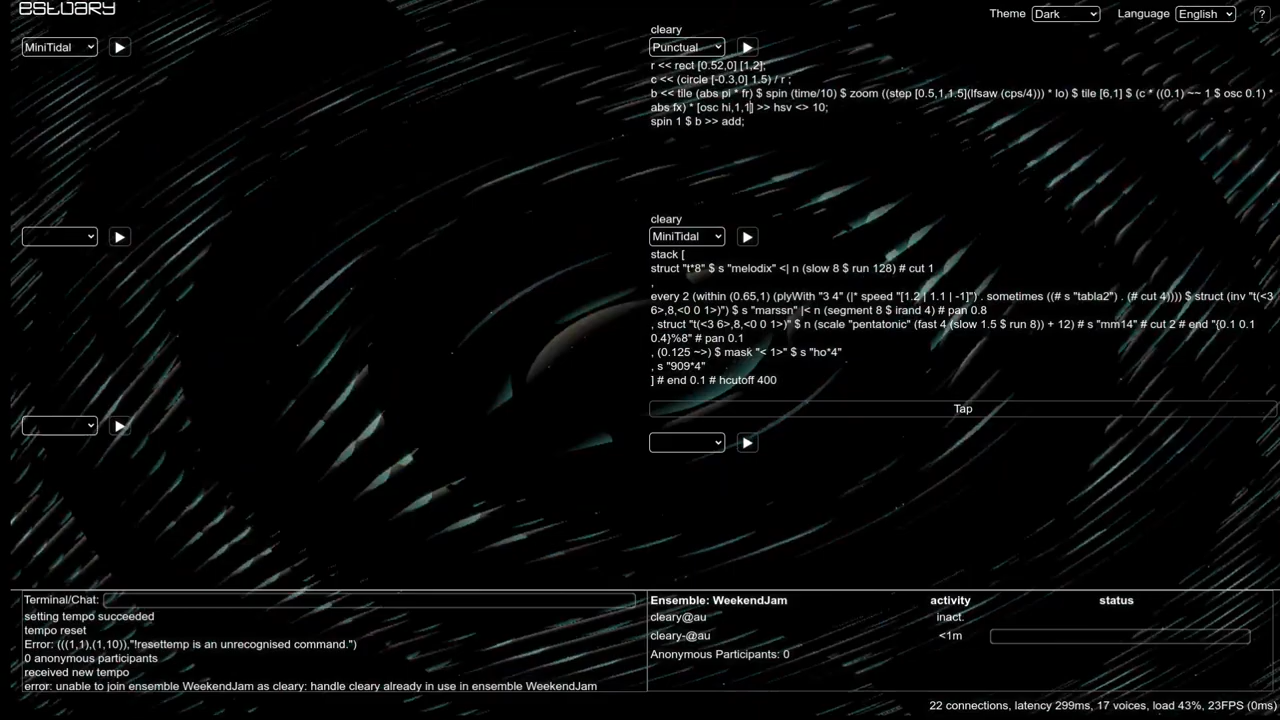 estuary
Theme Dark Language English ?
cleary
MiniTidal
Punctual
r << rect [0.52,0] [1,2];
c << (circle [-0.3,0] 1.5) / r ;
b << tile (abs pi * fr) $ spin (time/10) $ zoom ((step [0.5,1,1.5](lfsaw (cps/4))) * lo) $ tile [6,1] $ (c * ((0.1) ~~ 1 $ osc 0.1) *
abs fx) * [osc hi,1,1] >> hsv <> 10;
spin 1 $ b >> add;
cleary
MiniTidal
stack [
struct "t*8" $ s "melodix" <| n (slow 8 $ run 128) # cut 1
,
every 2 (within (0.65,1) (plyWith "3 4" (|* speed "[1.2 | 1.1 | -1]") . sometimes ((# s "tabla2") . (# cut 4)))) $ struct (inv "t(<3
6>,8,<0 0 1>)") $ s "marssn" |< n (segment 8 $ irand 4) # pan 0.8
, struct "t(<3 6>,8,<0 0 1>)" $ n (scale "pentatonic" (fast 4 (slow 1.5 $ run 8)) + 12) # s "mm14" # cut 2 # end "{0.1 0.1
0.4}%8" # pan 0.1
, (0.125 ~>) $ mask "< 1>" $ s "ho*4"
, s "909*4"
] # end 0.1 # hcutoff 400
Tap
Terminal/Chat:
setting tempo succeeded
tempo reset
Error: (((1,1),(1,10)),"!resettemp is an unrecognised command.")
0 anonymous participants
received new tempo
error: unable to join ensemble WeekendJam as cleary: handle cleary already in use in ensemble WeekendJam
Ensemble: WeekendJam activity status
cleary@au inact.
cleary-@au <1m
Anonymous Participants: 0
22 connections, latency 299ms, 17 voices, load 43%, 23FPS (0ms)